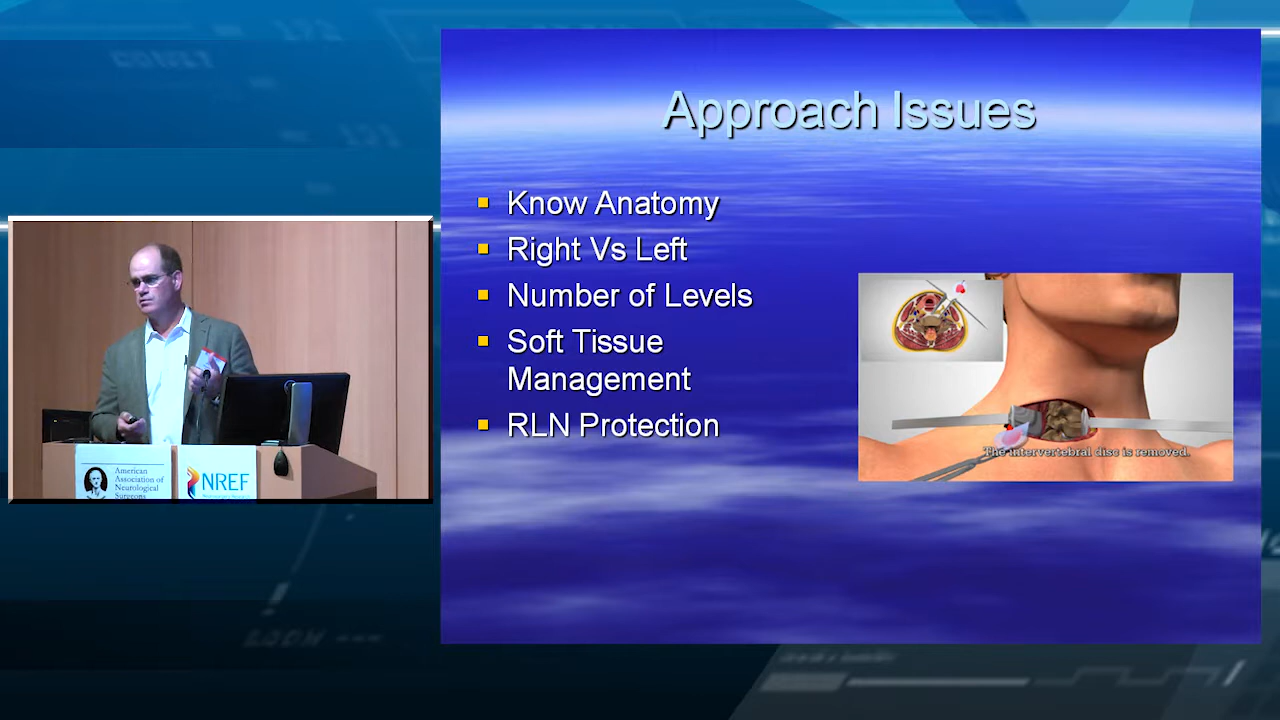 Approach Issues
Know Anatomy
Right Vs Left
Number of Levels
Soft Tissue
Management
RLN Protection
The intervertebral disc is removed.
American
Association of
Neurological
Surgeons
NREF